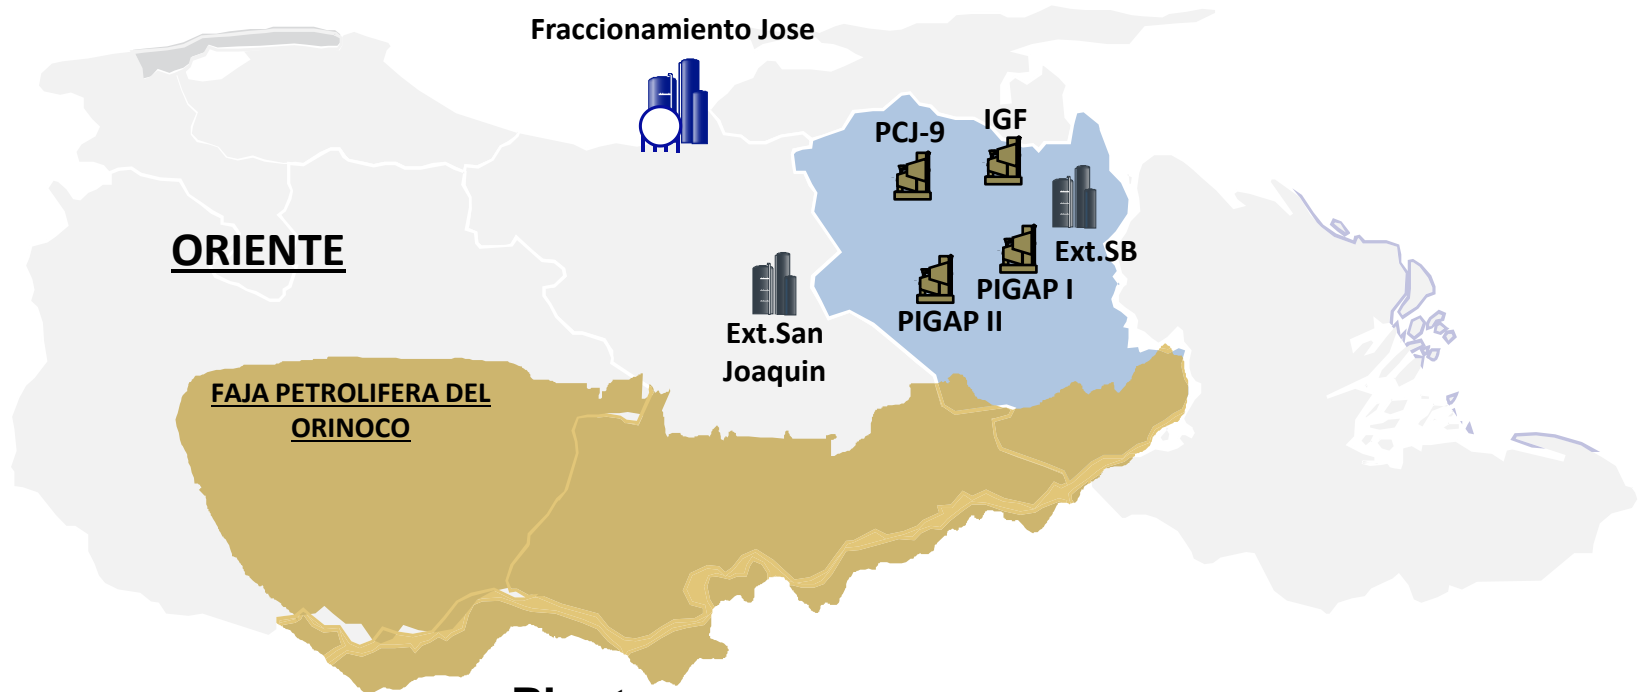 Fraccionamiento Jose
IGF
PCJ-9
ORIENTE
Ext.SB
PIGAP I
PIGAP II
Ext.San
Joaquin
FAJA PETROLIFERA DEL
ORINOCO